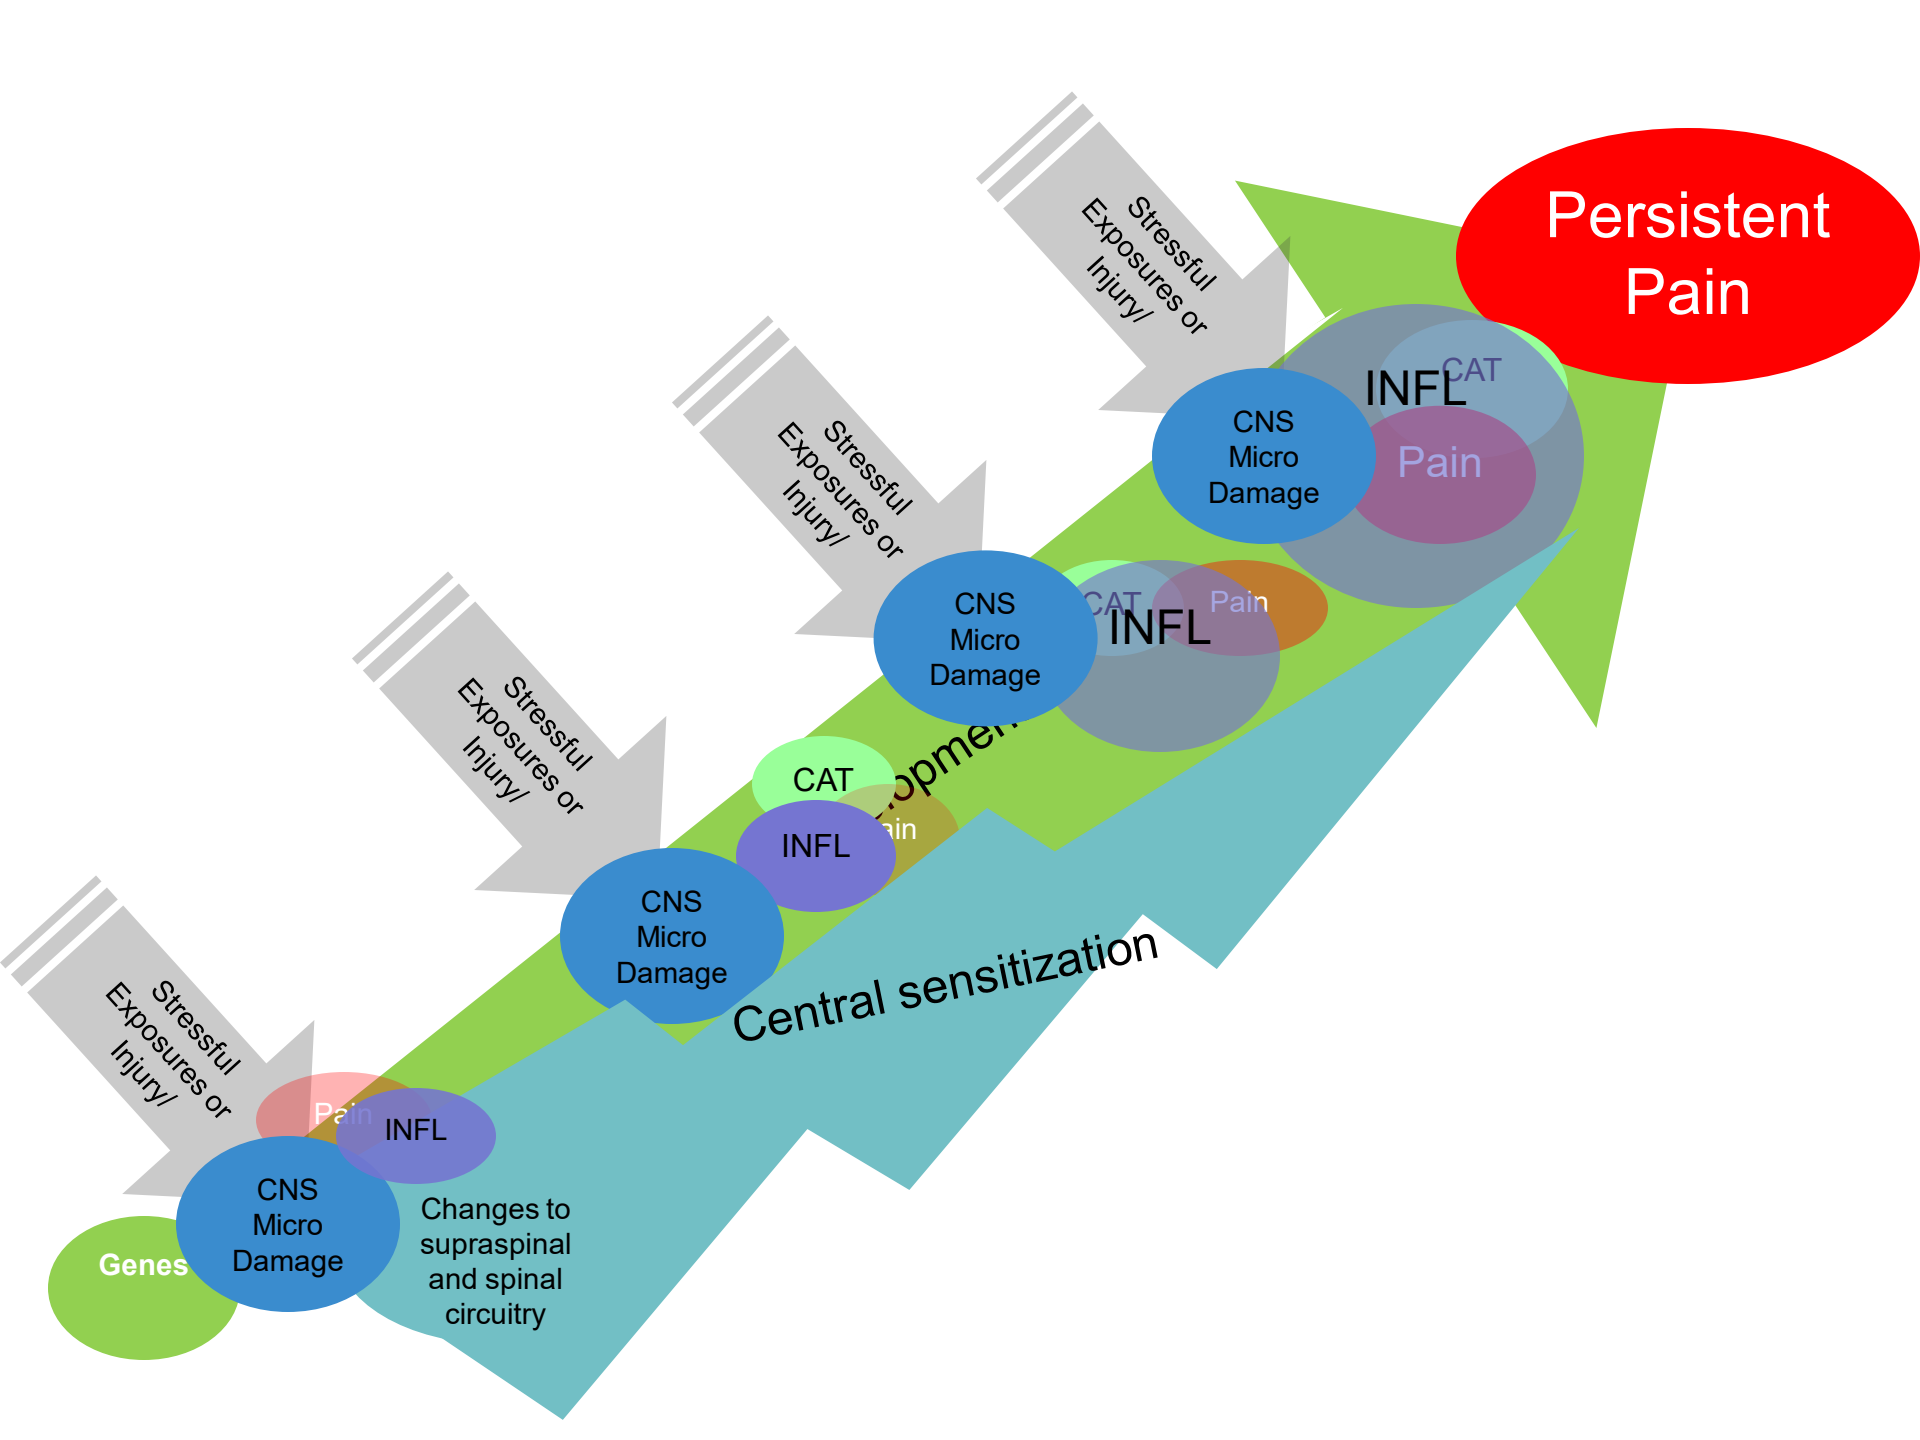 Persistent
Pain
Stressful
Exposures or
Injury/
CAT
INFL
Pain
CNS
Micro
Damage
Stressful
Exposures or
Injury/
CNS
Micro
Damage
CAT
INFL
Pain
Stressful
Exposures or
Injury/
CAT
INFL
CNS
Micro
Damage
Central sensitization
Stressful
Exposures or
Injury/
Pain
INFL
CNS
Micro
Damage
Genes
Changes to
supraspinal
and spinal
circuitry